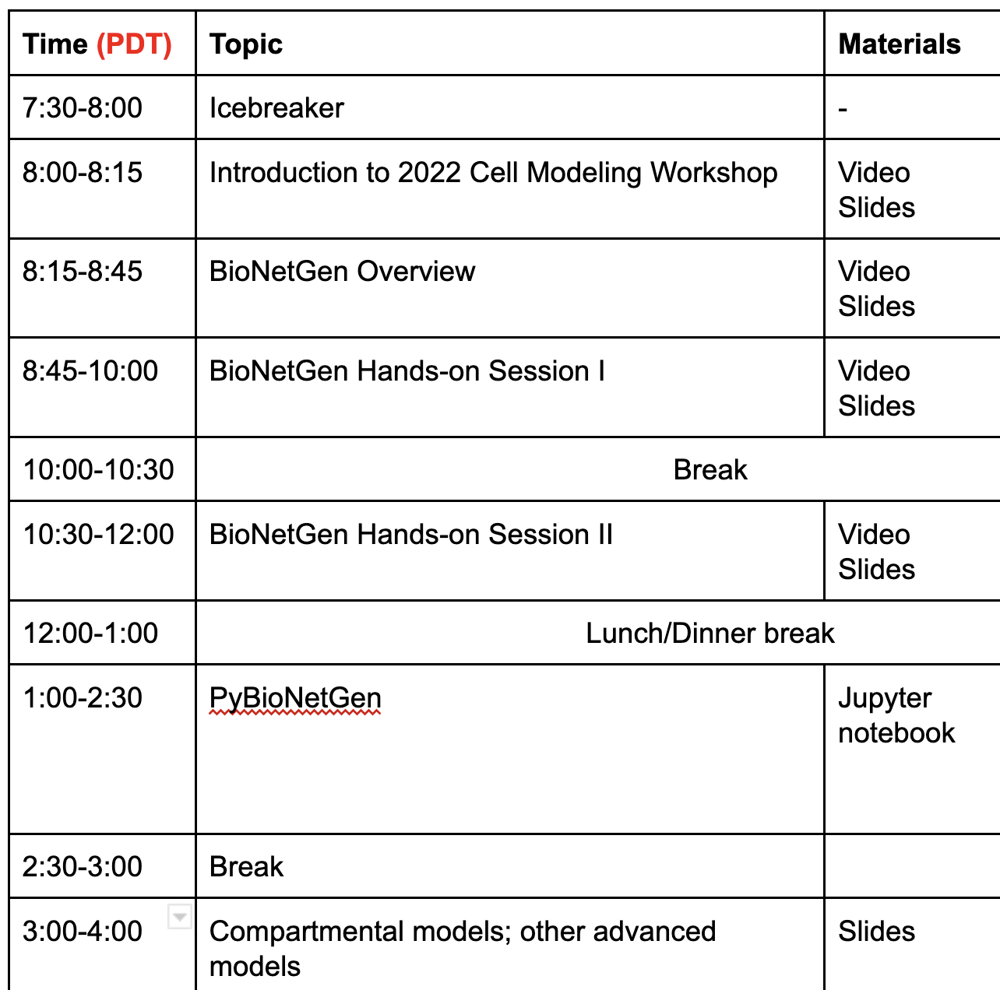 Time (PDT) Topic Materials
7:30-8:00 Icebreaker -
8:00-8:15 Introduction to 2022 Cell Modeling Workshop Video
Slides
8:15-8:45 BioNetGen Overview Video
Slides
8:45-10:00 BioNetGen Hands-on Session I Video
Slides
10:00-10:30 Break
10:30-12:00 BioNetGen Hands-on Session II Video
Slides
12:00-1:00 Lunch/Dinner break
1:00-2:30 PyBioNetGen Jupyter
notebook
2:30-3:00 Break
3:00-4:00 Compartmental models; other advanced Slides
models